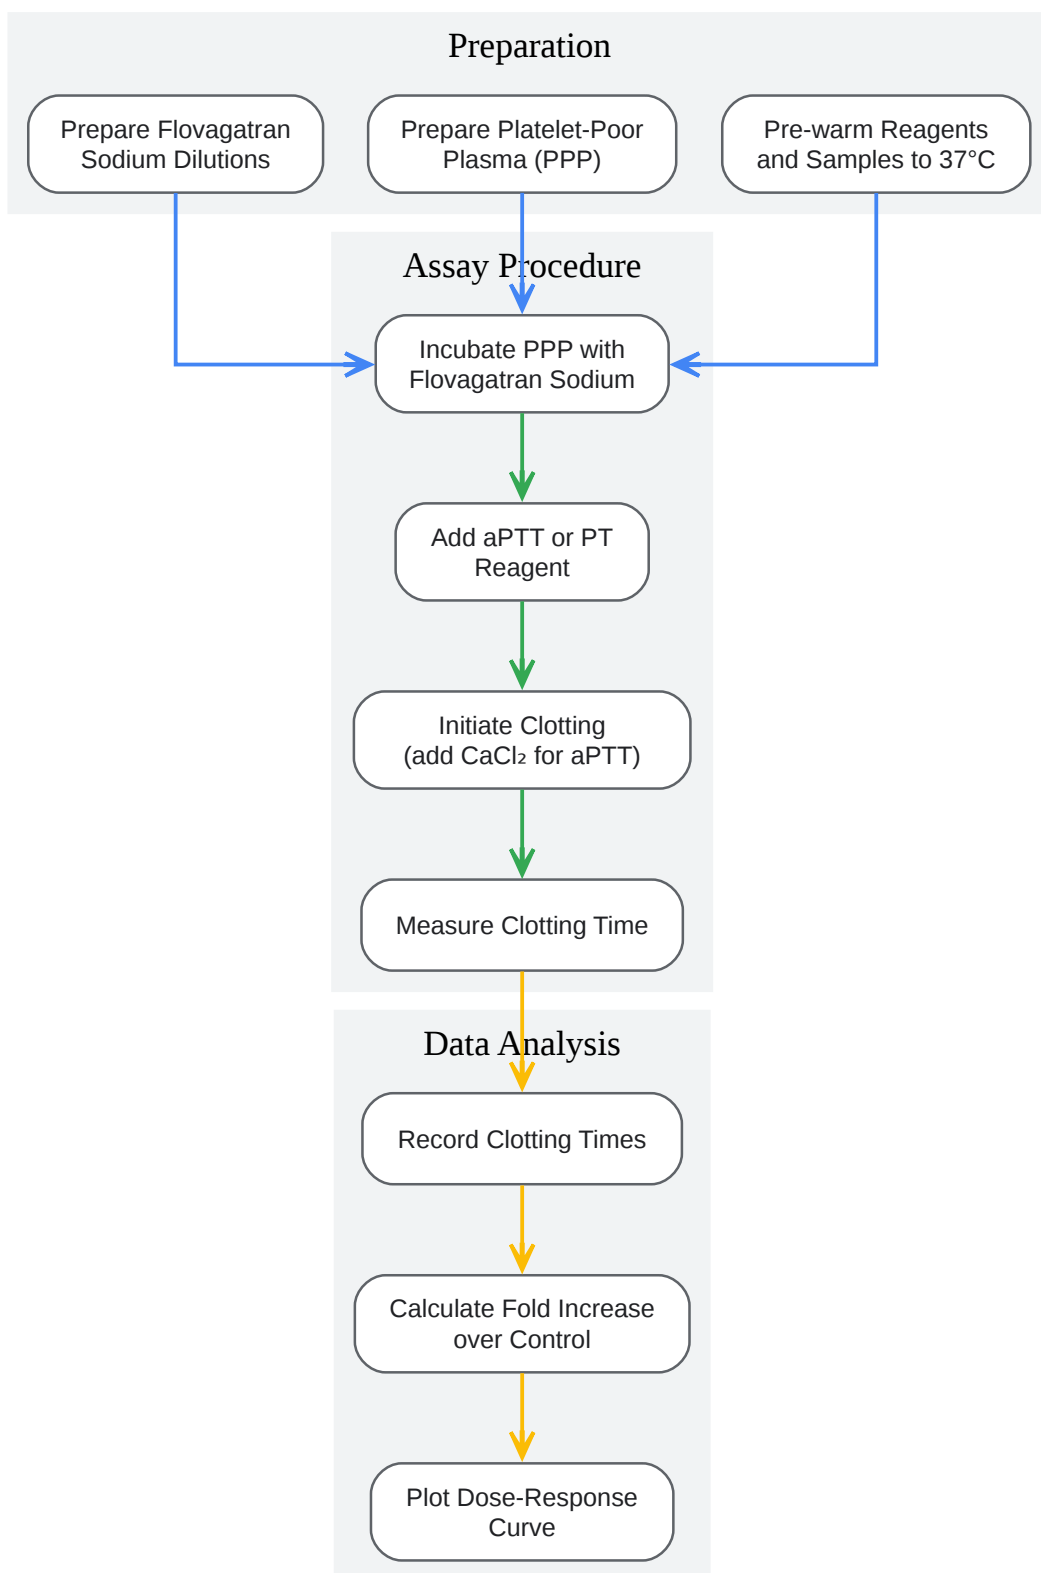 Preparation
Prepare Flovagatran
Sodium Dilutions
Prepare Platelet-Poor
Plasma (PPP)
Pre-warm Reagents
and Samples to 37°C
Assay Procedure
Incubate PPP with
Flovagatran Sodium
Add aPTT or PT
Reagent
Initiate Clotting
(add CaCl₂ for aPTT)
Measure Clotting Time
Data Analysis
Record Clotting Times
Calculate Fold Increase
over Control
Plot Dose-Response
Curve